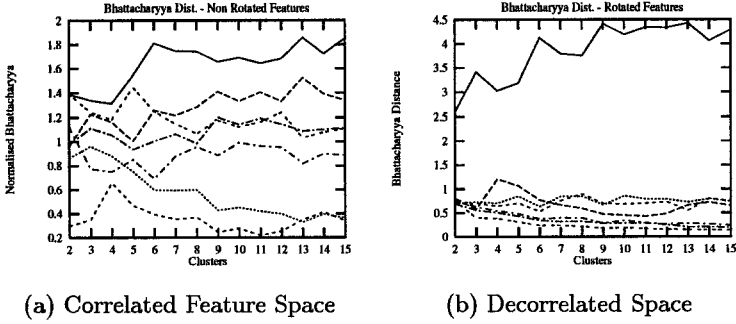 Bhattacharyya Dist. - Non Rotated Features
Normalised Bhattacharyya
2
1.8
1.6
1.4
1.2
1
0.8
0.6
0.4
0.2
2 3 4 5 6 7 8 9 10 11 12 13 14 15
Clusters
(a) Correlated Feature Space
Bhattacharyya Dist. - Rotated Features
Bhattacharyya Distance
4.5
4
3.5
3
2.5
2
1.5
1
0.5
0
2 3 4 5 6 7 8 9 10 11 12 13 14 15
Clusters
(b) Decorrelated Space